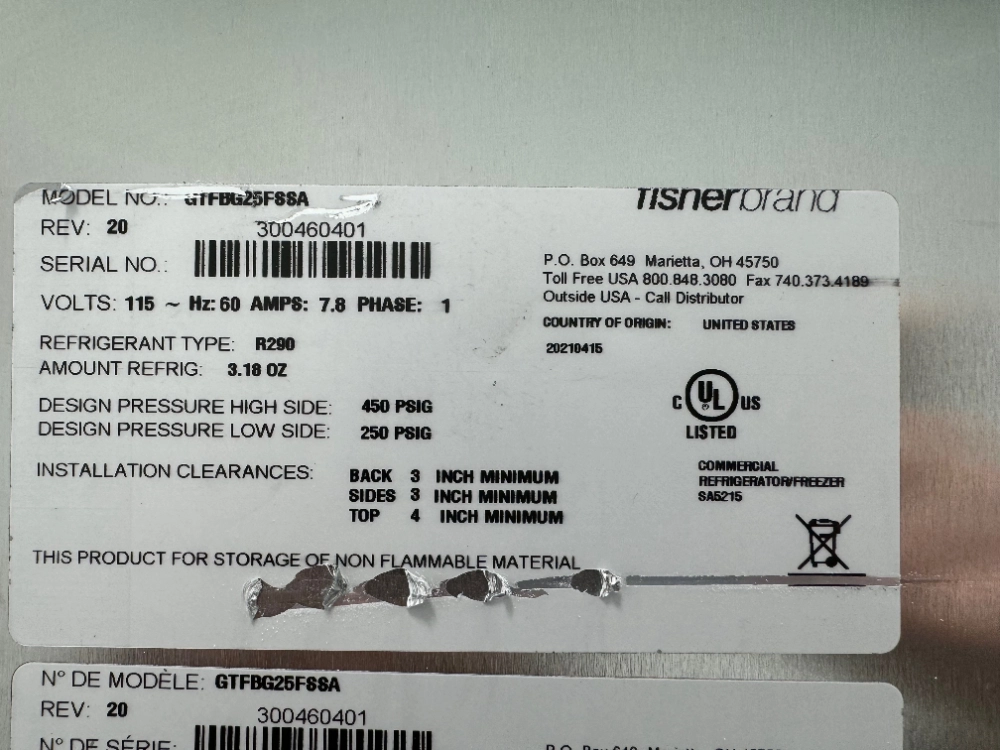 MODEL NO.: GTFBG25FSSA
fisherbrand
REV: 20
300460401
SERIAL NO.:
VOLTS: 115 ~ Hz: 60 AMPS: 7.8 PHASE: 1
REFRIGERANT TYPE: R290
AMOUNT REFRIG: 3.18 OZ
DESIGN PRESSURE HIGH SIDE: 450 PSIG
DESIGN PRESSURE LOW SIDE: 250 PSIG
INSTALLATION CLEARANCES: BACK 3 INCH MINIMUM
SIDES 3 INCH MINIMUM
TOP 4 INCH MINIMUM
THIS PRODUCT FOR STORAGE OF NON FLAMMABLE MATERIAL
P.O. Box 649 Marietta, OH 45750
Toll Free USA 800.848.3080 Fax 740.373.4189
Outside USA - Call Distributor
COUNTRY OF ORIGIN: UNITED STATES
20210415
C UL US
LISTED
COMMERCIAL
REFRIGERATOR/FREEZER
SA5215
N° DE MODÈLE: GTFBG25FSSA
REV: 20
300460401
N° DE SÉRIE:
P.O. Box 649 Marietta, OH 45750